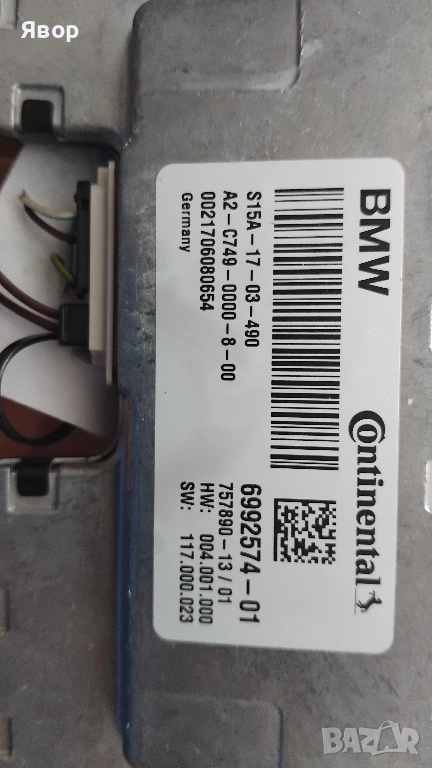 Явор
BMW
Continental
S15A-17-03-490
A2-C749-0000-8-00
0021706080654
Germany
6992574-01
757890-13/01
HW: 004.001.000
SW: 117.000.023
BAZAR